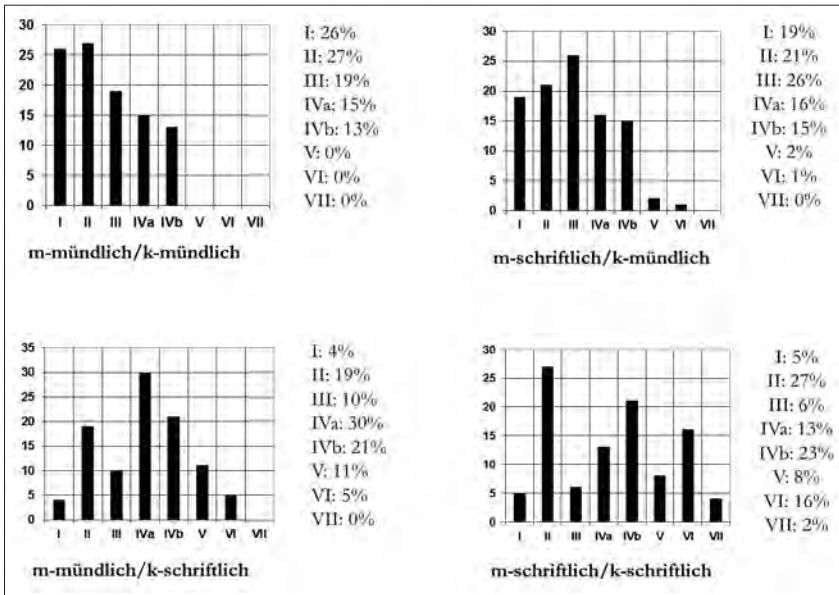 30
25
20
15
10
5
0
I II III IVa IVb V VI VII
m-mündlich/k-mündlich
I: 26%
II: 27%
III: 19%
IVa: 15%
IVb: 13%
V: 0%
VI: 0%
VII: 0%
30
25
20
15
10
5
0
I II III IVa IVb V VI VII
m-schriftlich/k-mündlich
I: 19%
II: 21%
III: 26%
IVa: 16%
IVb: 15%
V: 2%
VI: 1%
VII: 0%
35
30
25
20
15
10
5
0
I II III IVa IVb V VI VII
m-mündlich/k-schriftlich
I: 4%
II: 19%
III: 10%
IVa: 30%
IVb: 21%
V: 11%
VI: 5%
VII: 0%
30
25
20
15
10
5
0
I II III IVa IVb V VI VII
m-schriftlich/k-schriftlich
I: 5%
II: 27%
III: 6%
IVa: 13%
IVb: 23%
V: 8%
VI: 16%
VII: 2%